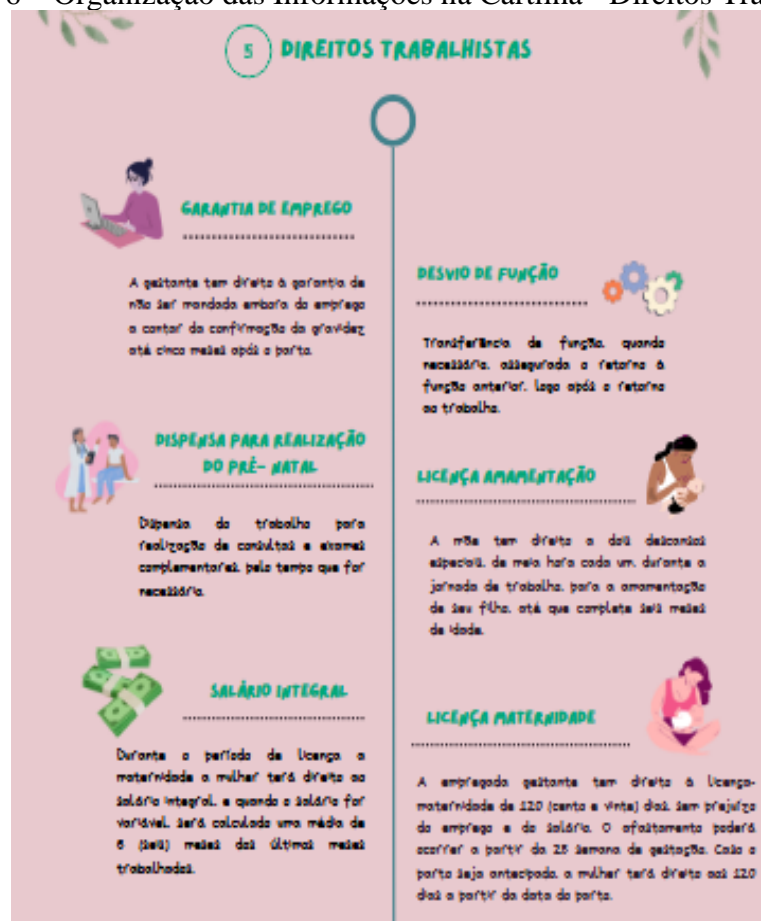 6 – Organização das Informações na Cartilha - Direitos Tra
5 DIREITOS TRABALHISTAS
GARANTIA DE EMPREGO
A gestante tem direito à garantia de
não ser mandada embora do emprego
a contar da confirmação da gravidez
até cinco meses após o parto.
DESVIO DE FUNÇÃO
Transferência de função, quando
necessário, assegurado o retorno à
função anterior, logo após o retorno
ao trabalho.
DISPENSA PARA REALIZAÇÃO
DO PRÉ- NATAL
Dispensa do trabalho para
realização de consultas e exames
complementares, pelo tempo que for
necessário.
LICENÇA AMAMENTAÇÃO
A mãe tem direito a dois descansos
especiais, de meia hora cada um, durante a
jornada de trabalho, para a amamentação
de seu filho, até que complete seis meses
de idade.
SALÁRIO INTEGRAL
Durante o período de licença a
maternidade a mulher terá direito ao
salário integral, e quando o salário for
variável, será calculado uma média de
6 (seis) meses dos últimos meses
trabalhados.
LICENÇA MATERNIDADE
A empregada gestante tem direito à licença-
maternidade de 120 (cento e vinte) dias, sem prejuízo
do emprego e do salário. O afastamento poderá
ocorrer a partir da 28 semana de gestação. Caso o
parto seja antecipado, a mulher terá direito aos 120
dias a partir da data do parto.